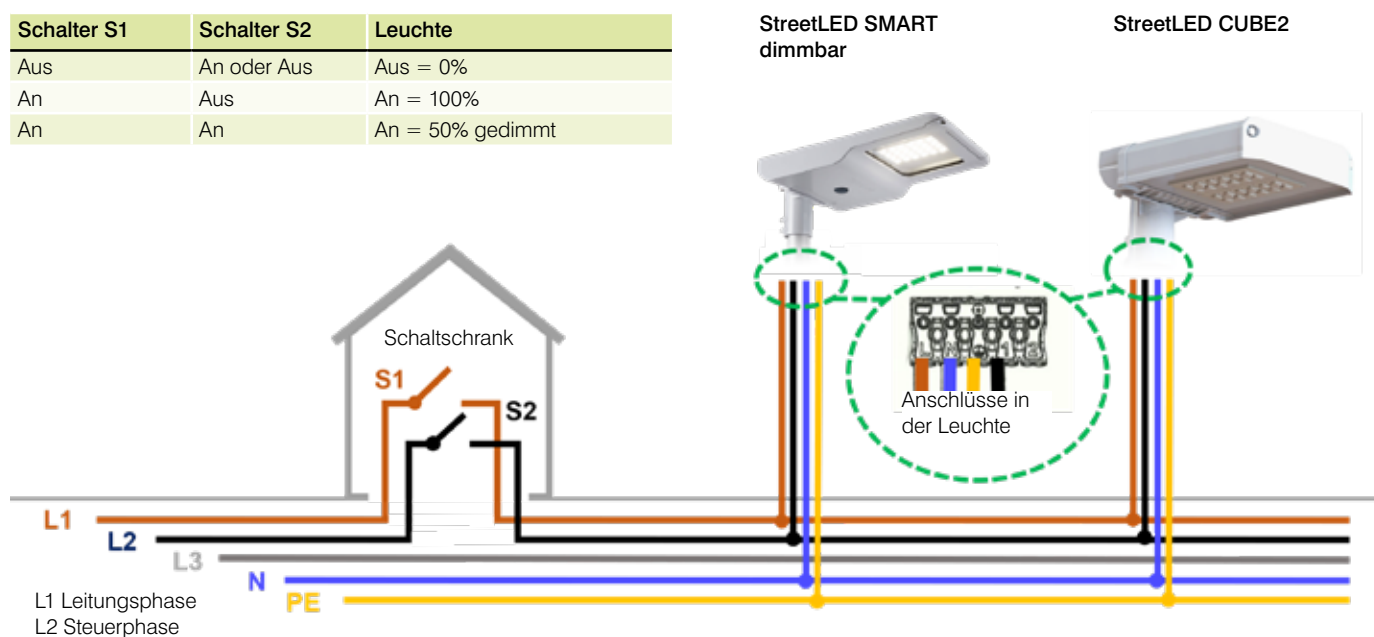 Schalter S1 Schalter S2 Leuchte
Aus An oder Aus Aus = 0%
An Aus An = 100%
An An An = 50% gedimmt
StreetLED SMART
dimmbar
StreetLED CUBE2
Schaltschrank
S1
S2
L N 1 2
Anschlüsse in
der Leuchte
L1
L2
L3
N
PE
L1 Leitungsphase
L2 Steuerphase